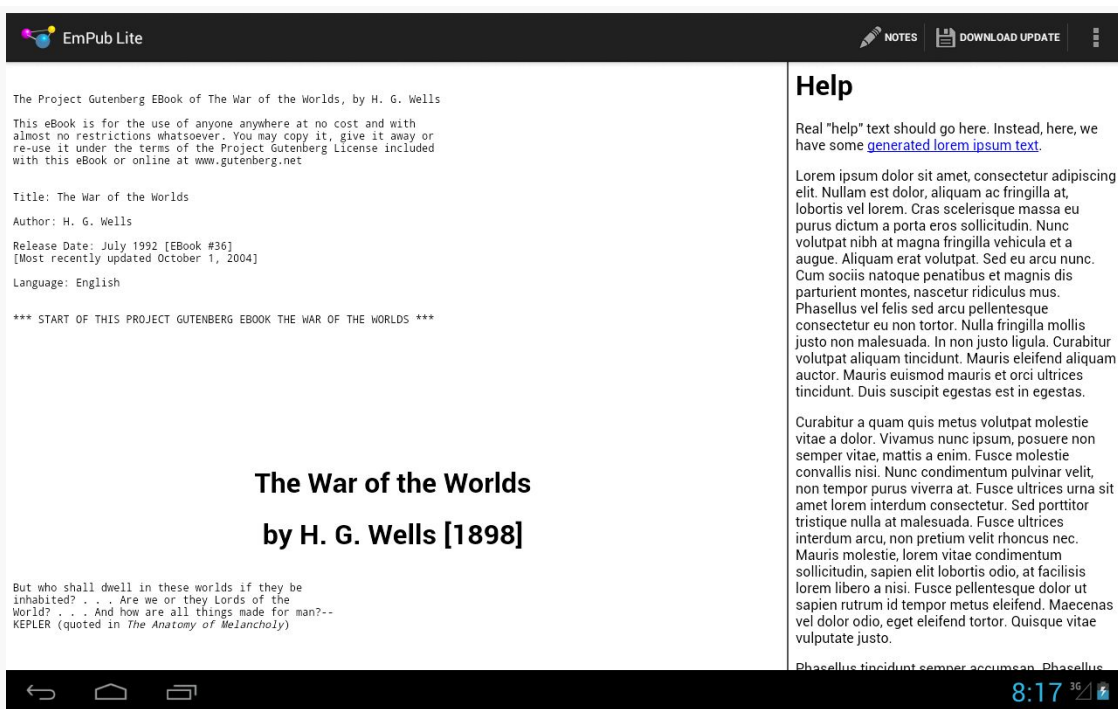 EmPub Lite
NOTES
DOWNLOAD UPDATE
The Project Gutenberg EBook of The War of the Worlds, by H. G. Wells
This eBook is for the use of anyone anywhere at no cost and with
almost no restrictions whatsoever. You may copy it, give it away or
re-use it under the terms of the Project Gutenberg License included
with this eBook or online at www.gutenberg.net
Title: The War of the Worlds
Author: H. G. Wells
Release Date: July 1992 [EBook #36]
[Most recently updated October 1, 2004]
Language: English
*** START OF THIS PROJECT GUTENBERG EBOOK THE WAR OF THE WORLDS ***
The War of the Worlds
by H. G. Wells [1898]
But who shall dwell in these worlds if they be
inhabited? . . . Are we or they Lords of the
World? . . . And how are all things made for man?--
KEPLER (quoted in The Anatomy of Melancholy)
Help
Real "help" text should go here. Instead, here, we
have some generated lorem ipsum text.
Lorem ipsum dolor sit amet, consectetur adipiscing
elit. Nullam est dolor, aliquam ac fringilla at,
lobortis vel lorem. Cras scelerisque massa eu
purus dictum a porta eros sollicitudin. Nunc
volutpat nibh at magna fringilla vehicula et a
augue. Aliquam erat volutpat. Sed eu arcu nunc.
Cum sociis natoque penatibus et magnis dis
parturient montes, nascetur ridiculus mus.
Phasellus vel felis sed arcu pellentesque
consectetur eu non tortor. Nulla fringilla mollis
justo non malesuada. In non justo ligula. Curabitur
volutpat aliquam tincidunt. Mauris eleifend aliquam
auctor. Mauris euismod mauris et orci ultrices
tincidunt. Duis suscipit egestas est in egestas.
Curabitur a quam quis metus volutpat molestie
vitae a dolor. Vivamus nunc ipsum, posuere non
semper vitae, mattis a enim. Fusce molestie
convallis nisi. Nunc condimentum pulvinar velit,
non tempor purus viverra at. Fusce ultrices urna sit
amet lorem interdum consectetur. Sed porttitor
tristique nulla at malesuada. Fusce ultrices
interdum arcu, non pretium velit rhoncus nec.
Mauris molestie, lorem vitae condimentum
sollicitudin, sapien elit lobortis odio, at facilisis
lorem libero a nisi. Fusce pellentesque dolor ut
sapien rutrum id tempor metus eleifend. Maecenas
vel dolor odio, eget eleifend tortor. Quisque vitae
vulputate justo.
Phasellus tincidunt semper accumsan. Phasellus
8:17
3G